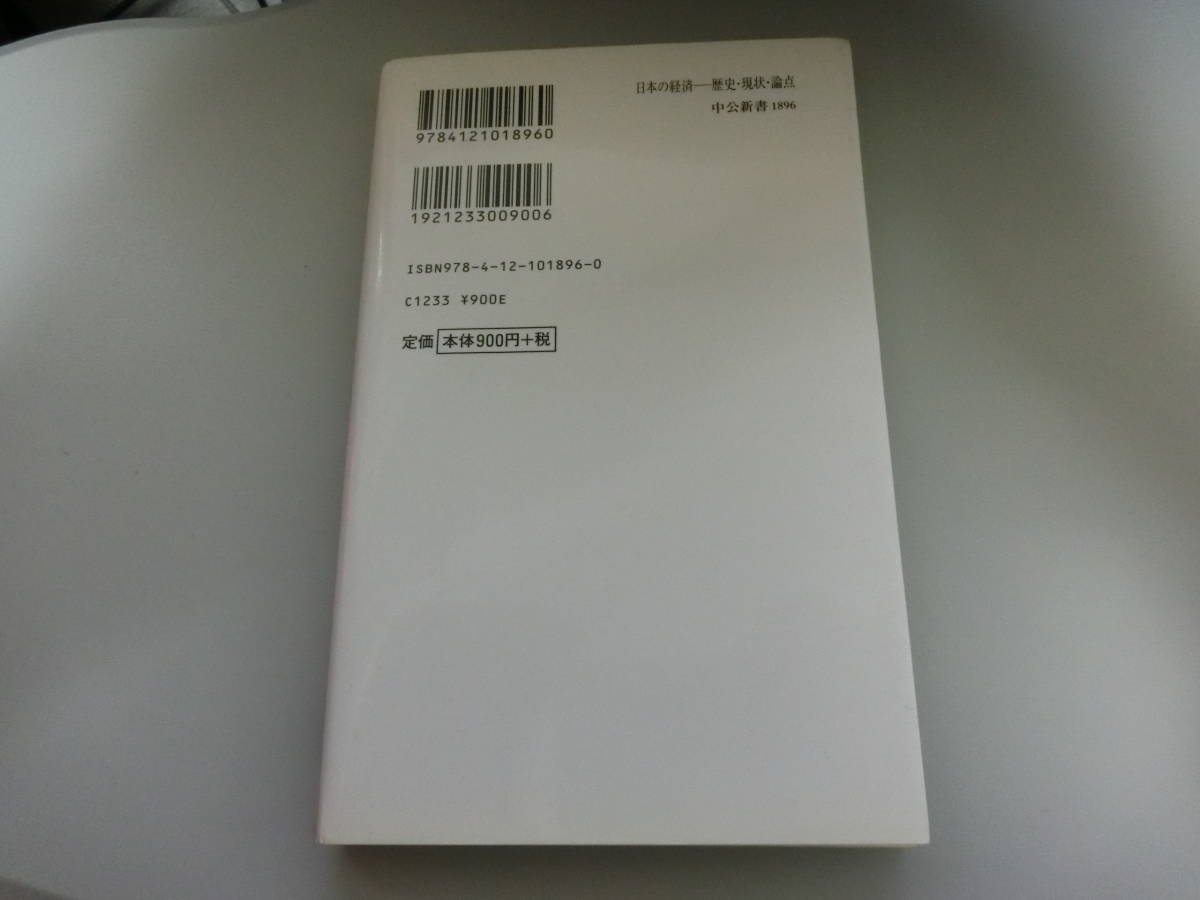 日本の経済──歴史・現状・論点
中公新書 1896
9784121018960
1921233009006
ISBN978-4-12-101896-0
C1233 ¥900E
定価 本体900円+税